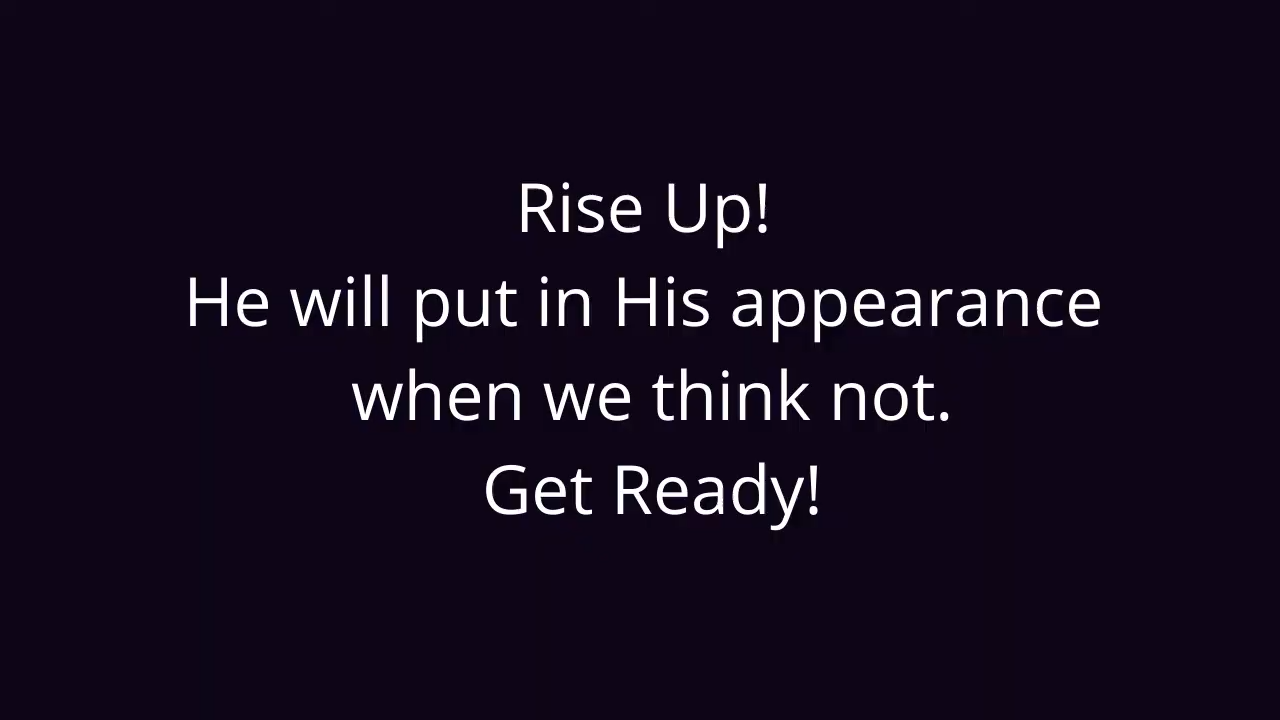 Rise Up!
He will put in His appearance
when we think not.
Get Ready!